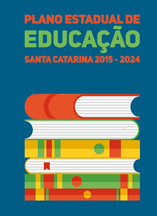 PLANO ESTADUAL DE
EDUCAÇÃO
SANTA CATARINA 2015 - 2024